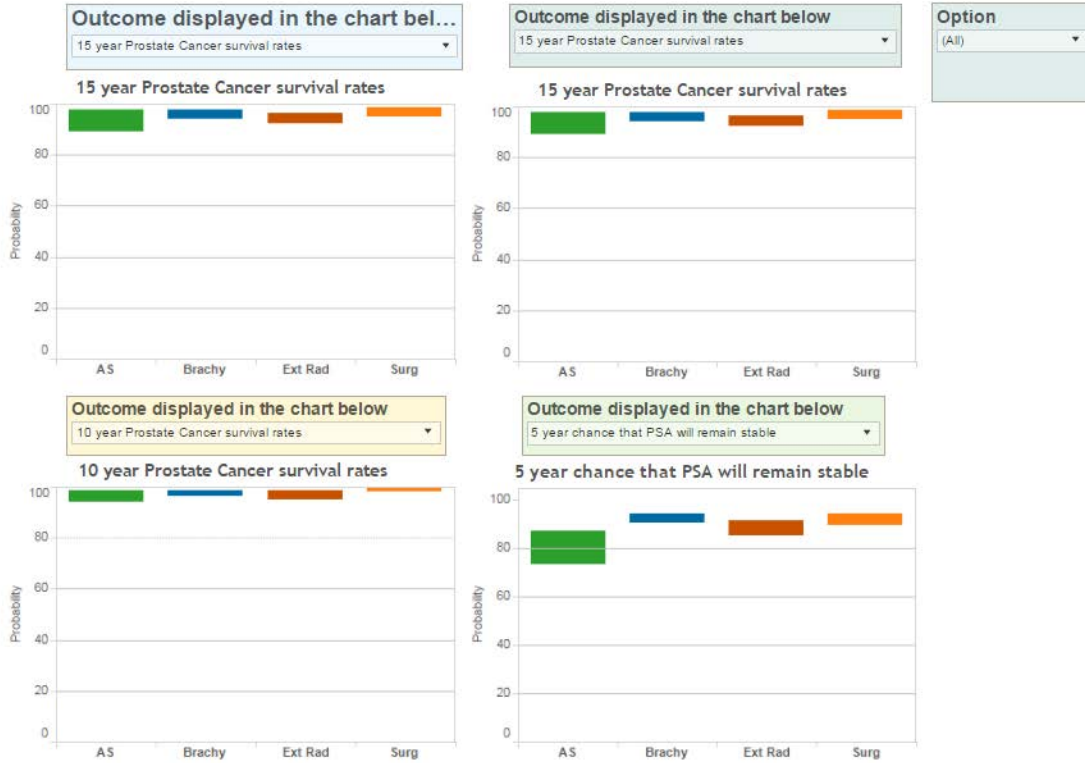 Outcome displayed in the chart bel...
15 year Prostate Cancer survival rates
Outcome displayed in the chart below
15 year Prostate Cancer survival rates
Option
(All)
15 year Prostate Cancer survival rates
100
80
60
40
20
0
Probability
AS
Brachy
Ext Rad
Surg
15 year Prostate Cancer survival rates
100
80
60
40
20
0
Probability
AS
Brachy
Ext Rad
Surg
Outcome displayed in the chart below
10 year Prostate Cancer survival rates
10 year Prostate Cancer survival rates
100
80
60
40
20
0
Probability
AS
Brachy
Ext Rad
Surg
Outcome displayed in the chart below
5 year chance that PSA will remain stable
5 year chance that PSA will remain stable
100
80
60
40
20
0
Probability
AS
Brachy
Ext Rad
Surg